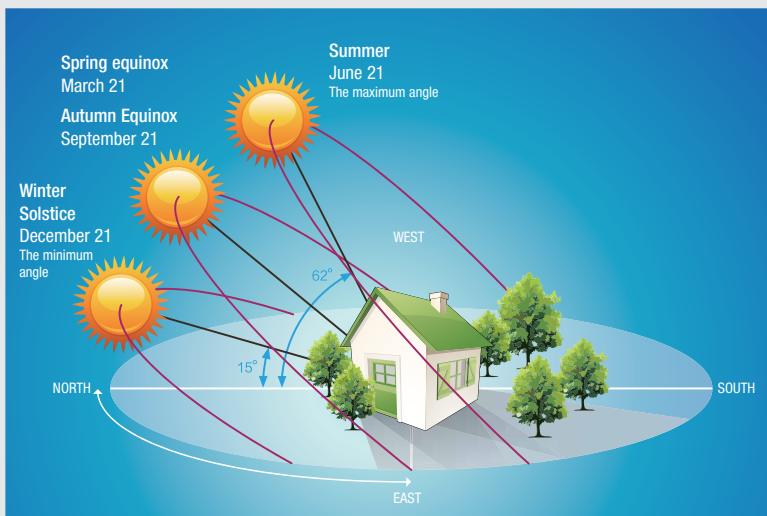 Summer
June 21
The maximum angle
Spring equinox
March 21
Autumn Equinox
September 21
Winter
Solstice
December 21
The minimum
angle
WEST
62°
15°
NORTH
SOUTH
EAST